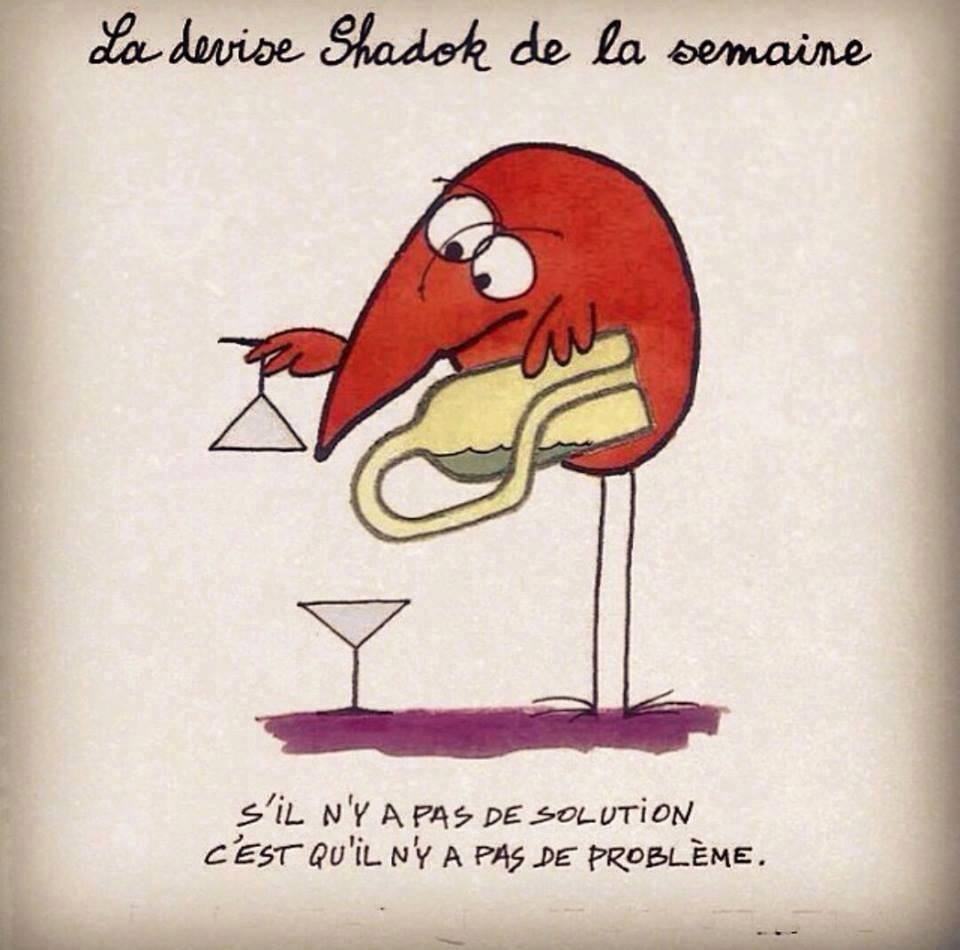 La devise Shadok de la semaine
S'IL N'Y A PAS DE SOLUTION
C'EST QU'IL N'Y A PAS DE PROBLÈME.